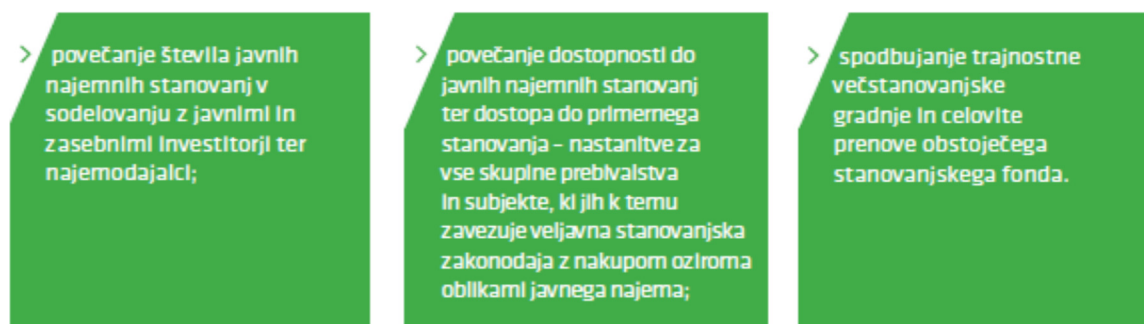 > povečanje števila javnih
najemnih stanovanj v
sodelovanju z javnimi in
zasebnimi investitorji ter
najemodajalci;
> povečanje dostopnosti do
javnih najemnih stanovanj
ter dostopa do primernega
stanovanja – nastanitve za
vse skupine prebivalstva
in subjekte, ki jih k temu
zavezuje veljavna stanovanjska
zakonodaja z nakupom oziroma
oblikami javnega najema;
> spodbujanje trajnostne
večstanovanjske
gradnje in celovite
prenove obstoječega
stanovanjskega fonda.